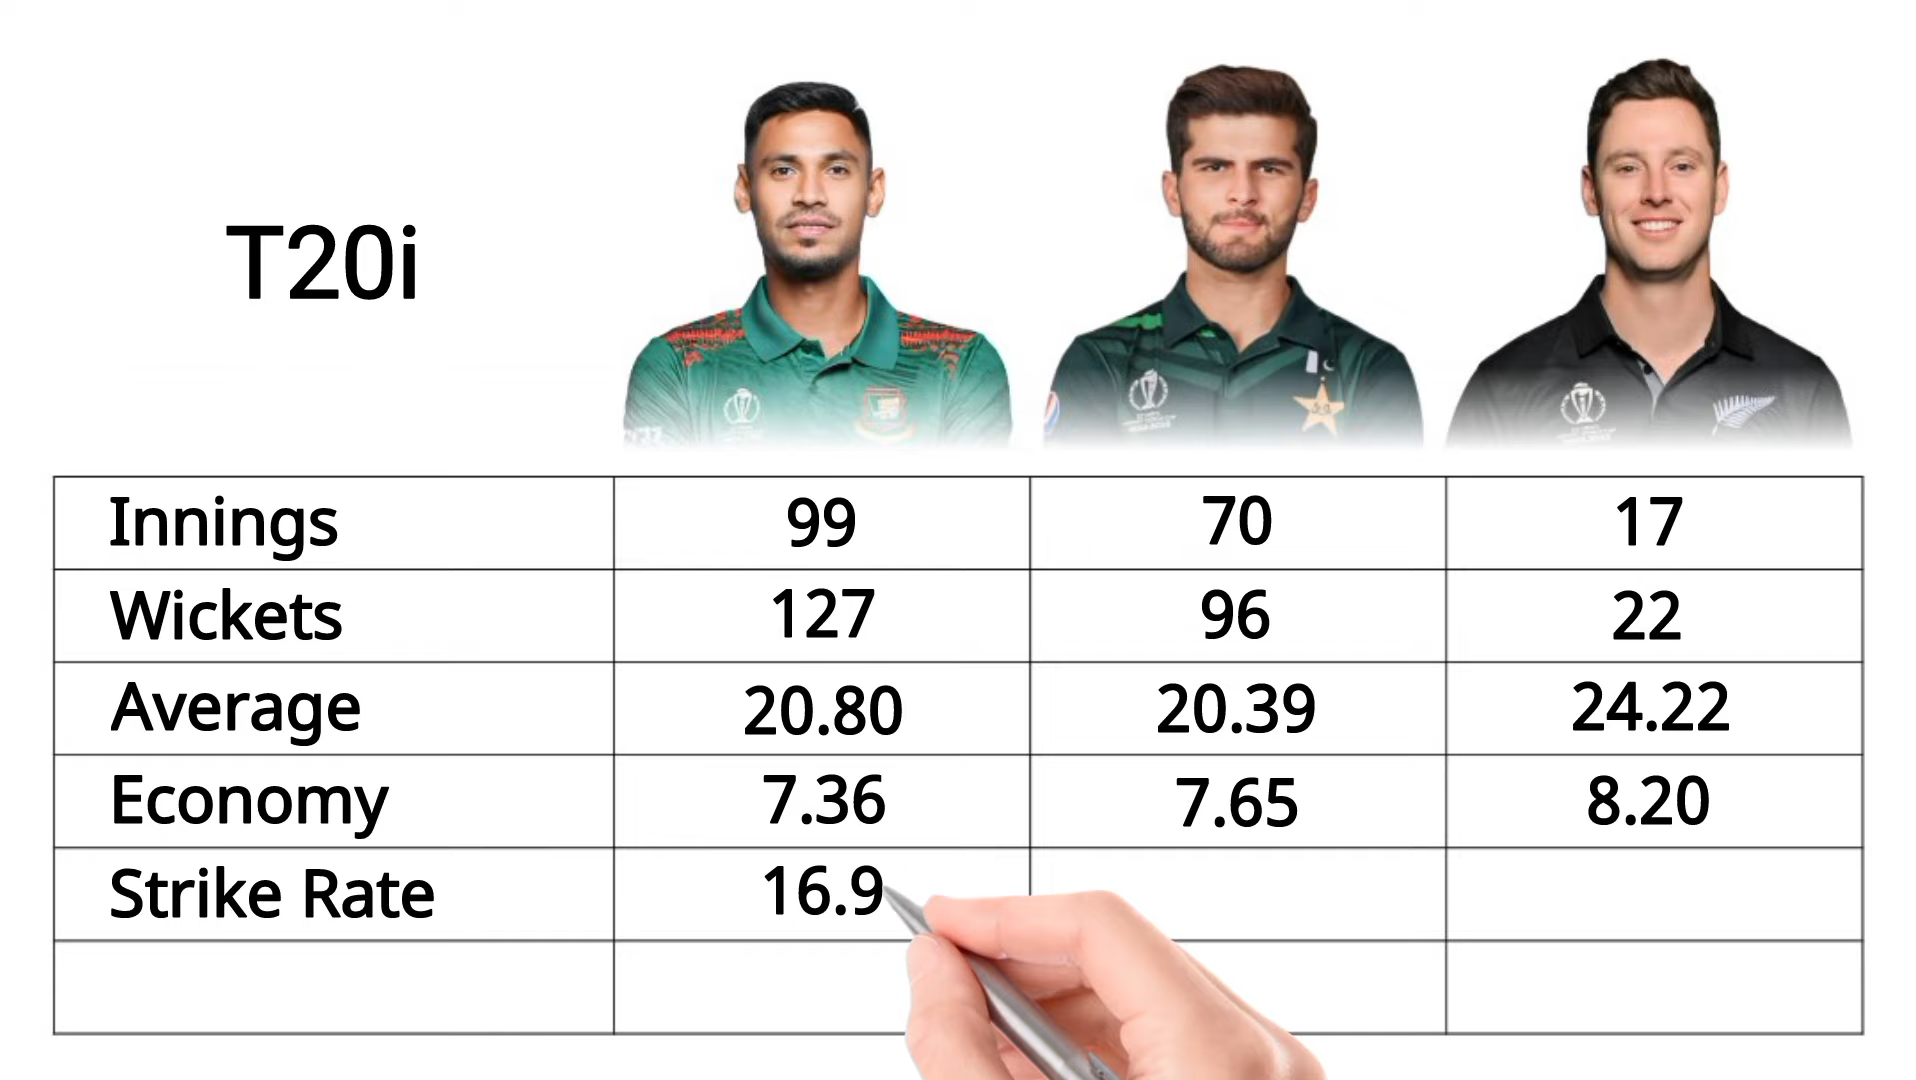 T20i
Innings 99 70 17
Wickets 127 96 22
Average 20.80 20.39 24.22
Economy 7.36 7.65 8.20
Strike Rate 16.9